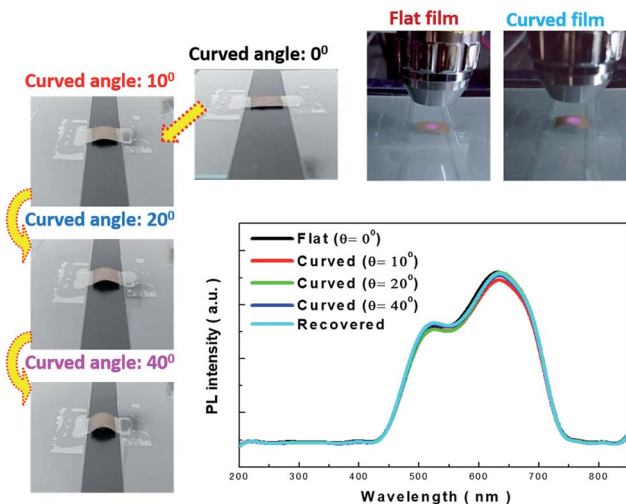 Flat film
Curved film
Curved angle: 0⁰
Curved angle: 10⁰
Curved angle: 20⁰
Curved angle: 40⁰
Flat (θ= 0⁰)
Curved (θ= 10⁰)
Curved (θ= 20⁰)
Curved (θ= 40⁰)
Recovered
PL intensity ( a.u. )
200 300 400 500 600 700 800
Wavelength ( nm )